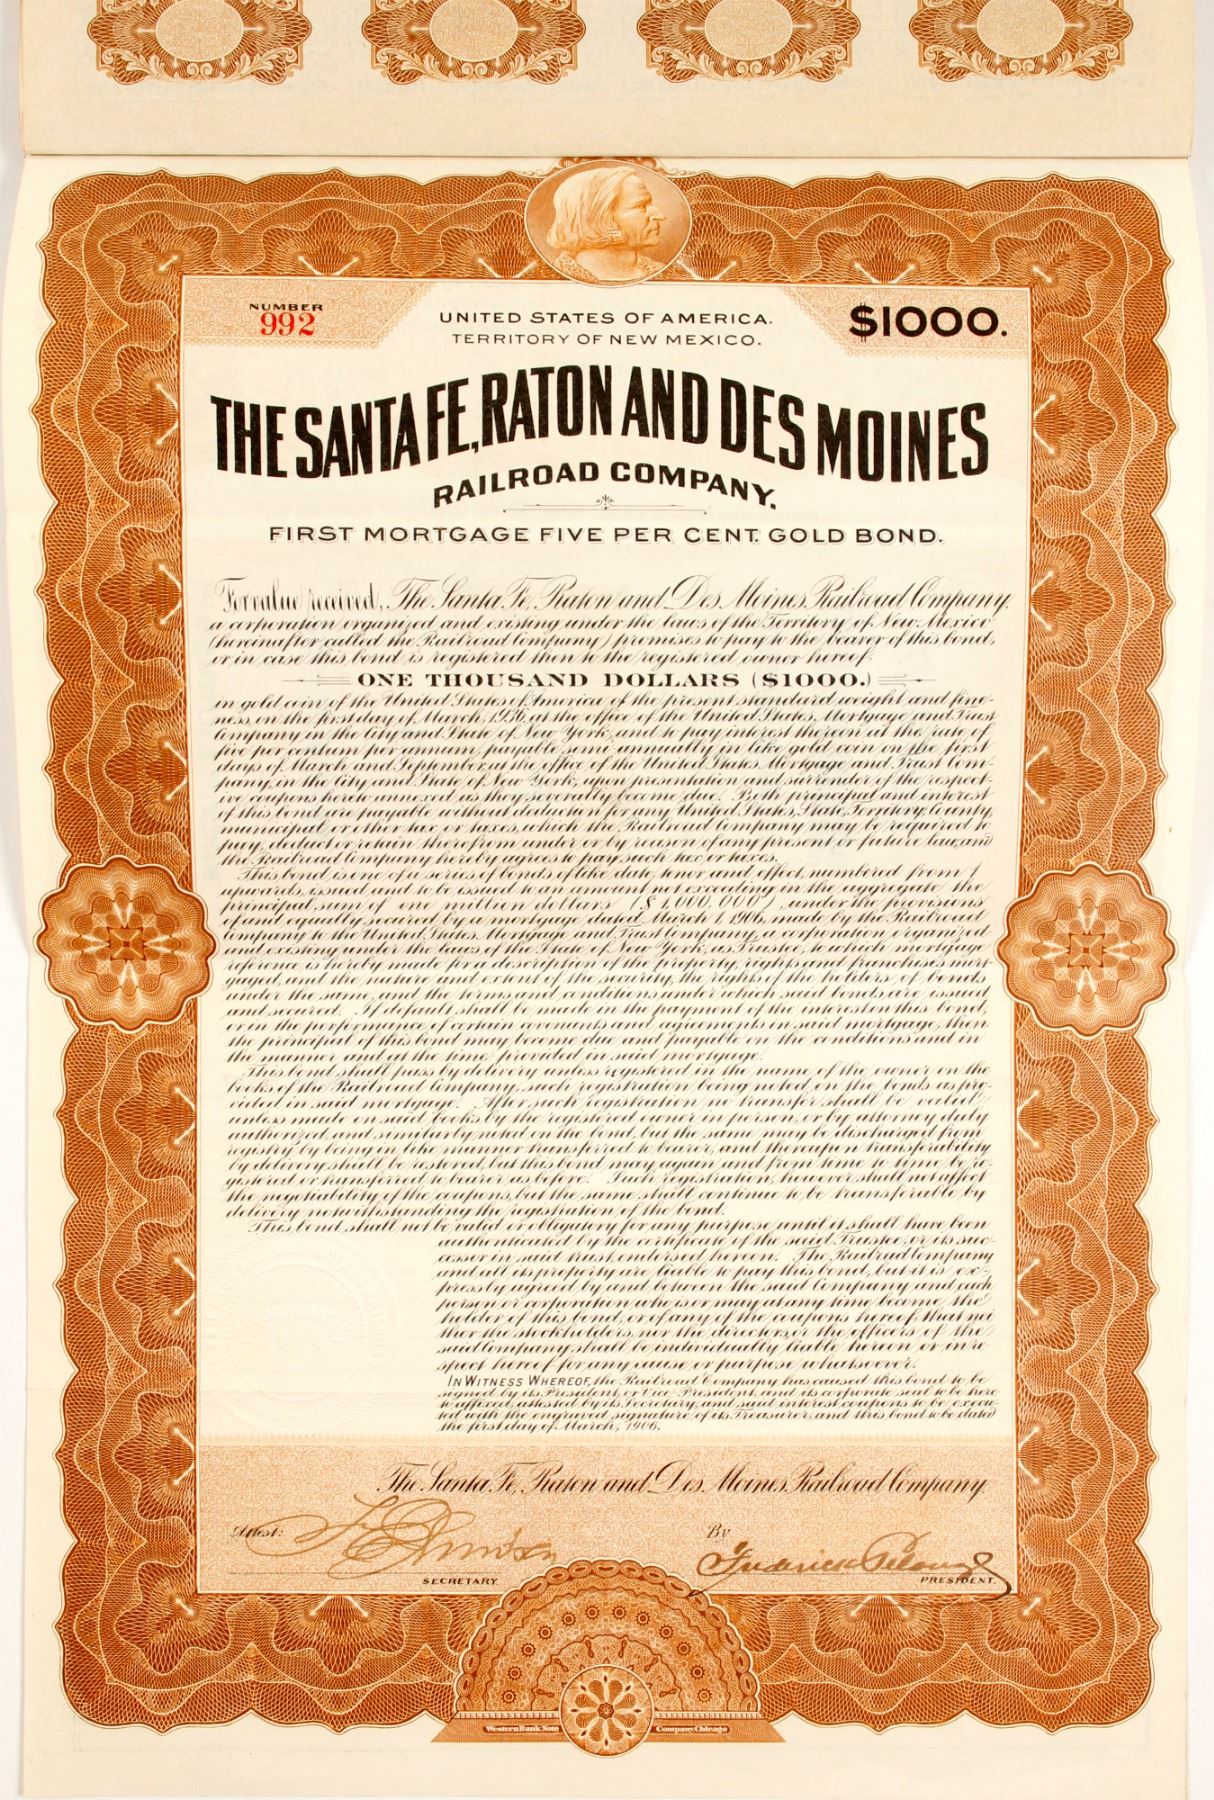 NUMBER
992
UNITED STATES OF AMERICA.
TERRITORY OF NEW MEXICO.
$1000.
THE SANTA FE, RATON AND DES MOINES
RAILROAD COMPANY.
FIRST MORTGAGE FIVE PER CENT. GOLD BOND.
For value received, The Santa Fe, Raton and Des Moines Railroad Company,
a corporation organized and existing under the laws of the Territory of New Mexico
(hereinafter called the Railroad Company) promises to pay to the bearer of this bond,
or in case this bond is registered then to the registered owner hereof,
ONE THOUSAND DOLLARS ($1000.)
in gold coin of the United States of America of the present standard weight and fine-
ness, on the first day of March, 1936, at the office of the United States Mortgage and Trust
Company in the City and State of New York, and to pay interest thereon at the rate of
five per centum per annum, payable semi-annually in like gold coin on the first
days of March and September, at the office of the United States Mortgage and Trust Com-
pany, in the City and State of New York, upon presentation and surrender of the respect-
ive coupons hereto annexed as they severally become due. Both principal and interest
of this bond are payable without deduction for any United States, State, Territory, County,
municipal or other tax or taxes, which the Railroad Company may be required to
pay, deduct or retain therefrom under or by reason of any present or future law, and
the Railroad Company hereby agrees to pay such tax or taxes.
This bond is one of a series of bonds of like date, tenor and effect, numbered from 1
upwards, issued and to be issued to an amount not exceeding in the aggregate the
principal sum of one million dollars ($1,000,000), under the provisions
of and equally secured by a mortgage dated March 1, 1906, made by the Railroad
Company to the United States Mortgage and Trust Company, a corporation organized
and existing under the laws of the State of New York, as Trustee, to which mortgage
reference is hereby made for a description of the property, rights and franchises mort-
gaged, and the nature and extent of the security, the rights of the holders of bonds
under the same, and the terms and conditions under which said bonds are issued
and secured. If default shall be made in the payment of the interest on this bond,
or in the performance of certain covenants and agreements in said mortgage, then
the principal of this bond may become due and payable on the conditions and in
the manner and at the time provided in said mortgage.
This bond shall pass by delivery unless registered in the name of the owner on the
books of the Railroad Company, such registration being noted on the bonds as pro-
vided in said mortgage. After such registration no transfer shall be valid
unless made on said books by the registered owner in person, or by attorney duly
authorized, and similarly noted on the bond, but the same may be discharged from
registry by being in like manner transferred to bearer, and thereupon transferability
by delivery shall be restored, but this bond may again and from time to time be re-
gistered or transferred to bearer as before. Such registration, however shall not affect
the negotiability of the coupons, but the same shall continue to be transferable by
delivery notwithstanding the registration of the bond.
This bond shall not be valid or obligatory for any purpose until it shall have been
authenticated by the certificate of the said Trustee, or its suc-
cessor in said trust, endorsed hereon. The Railroad Company
and all its property are liable to pay this bond, but it is ex-
pressly agreed by and between the said Company and each
person or corporation who is or may at any time become the
holder of this bond, or of any of the coupons hereof, that nei-
ther the stockholders, nor the directors, or the officers of the
said Company shall be individually liable hereon or in re-
spect hereof for any cause or purpose whatsoever.
IN WITNESS WHEREOF, the Railroad Company has caused this bond to be
signed by its President, or Vice-President, and its corporate seal to be here-
to affixed, attested by its Secretary, and said interest coupons to be execu-
ted with the engraved signature of its Treasurer, and this bond to be dated
the first day of March, 1906.
The Santa Fe, Raton and Des Moines Railroad Company,
Attest:
SECRETARY.
By Frederick
PRESIDENT.
Western Bank Note Company, Chicago